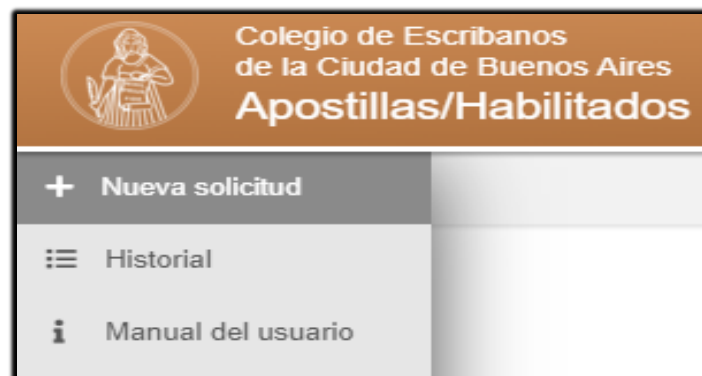 Colegio de Escribanos
de la Ciudad de Buenos Aires
Apostillas/Habilitados
Nueva solicitud
Historial
Manual del usuario